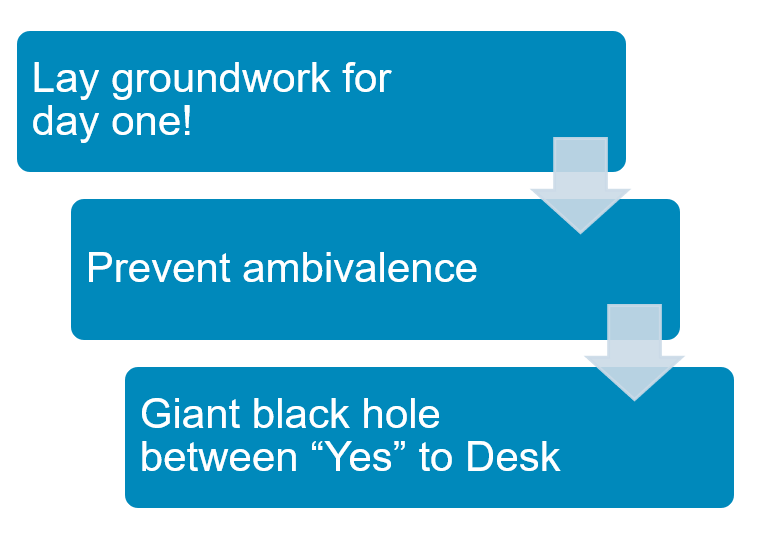 Lay groundwork for
day one!
Prevent ambivalence
Giant black hole
between “Yes” to Desk